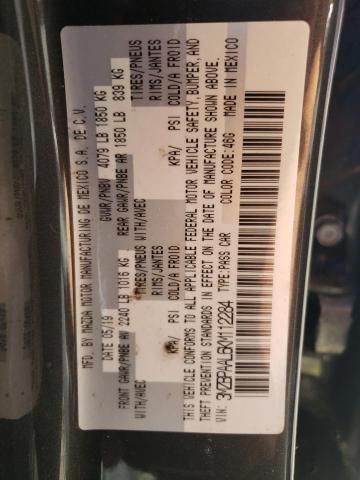 MFD. BY MAZDA MOTOR MANUFACTURING DE MEXICO S.A. DE C.V.
DATE: 05/19 GVWR/PNBV 4079 LB 1850 KG
FRONT GAWR/PNBE AV 2240 LB 1016 KG REAR GAWR/PNBE AR 1850 LB 839 KG
WITH/AVEC TIRES/PNEUS WITH/AVEC TIRES/PNEUS
RIMS/JANTES RIMS/JANTES
KPA/ PSI COLD/A FROID KPA/ PSI COLD/A FROID
THIS VEHICLE CONFORMS TO ALL APPLICABLE FEDERAL MOTOR VEHICLE SAFETY, BUMPER, AND
THEFT PREVENTION STANDARDS IN EFFECT ON THE DATE OF MANUFACTURE SHOWN ABOVE.
COLOR CODE:46G MADE IN MEXICO
VIN: 3MZBPAAL8KM112284 TYPE:PASS CAR